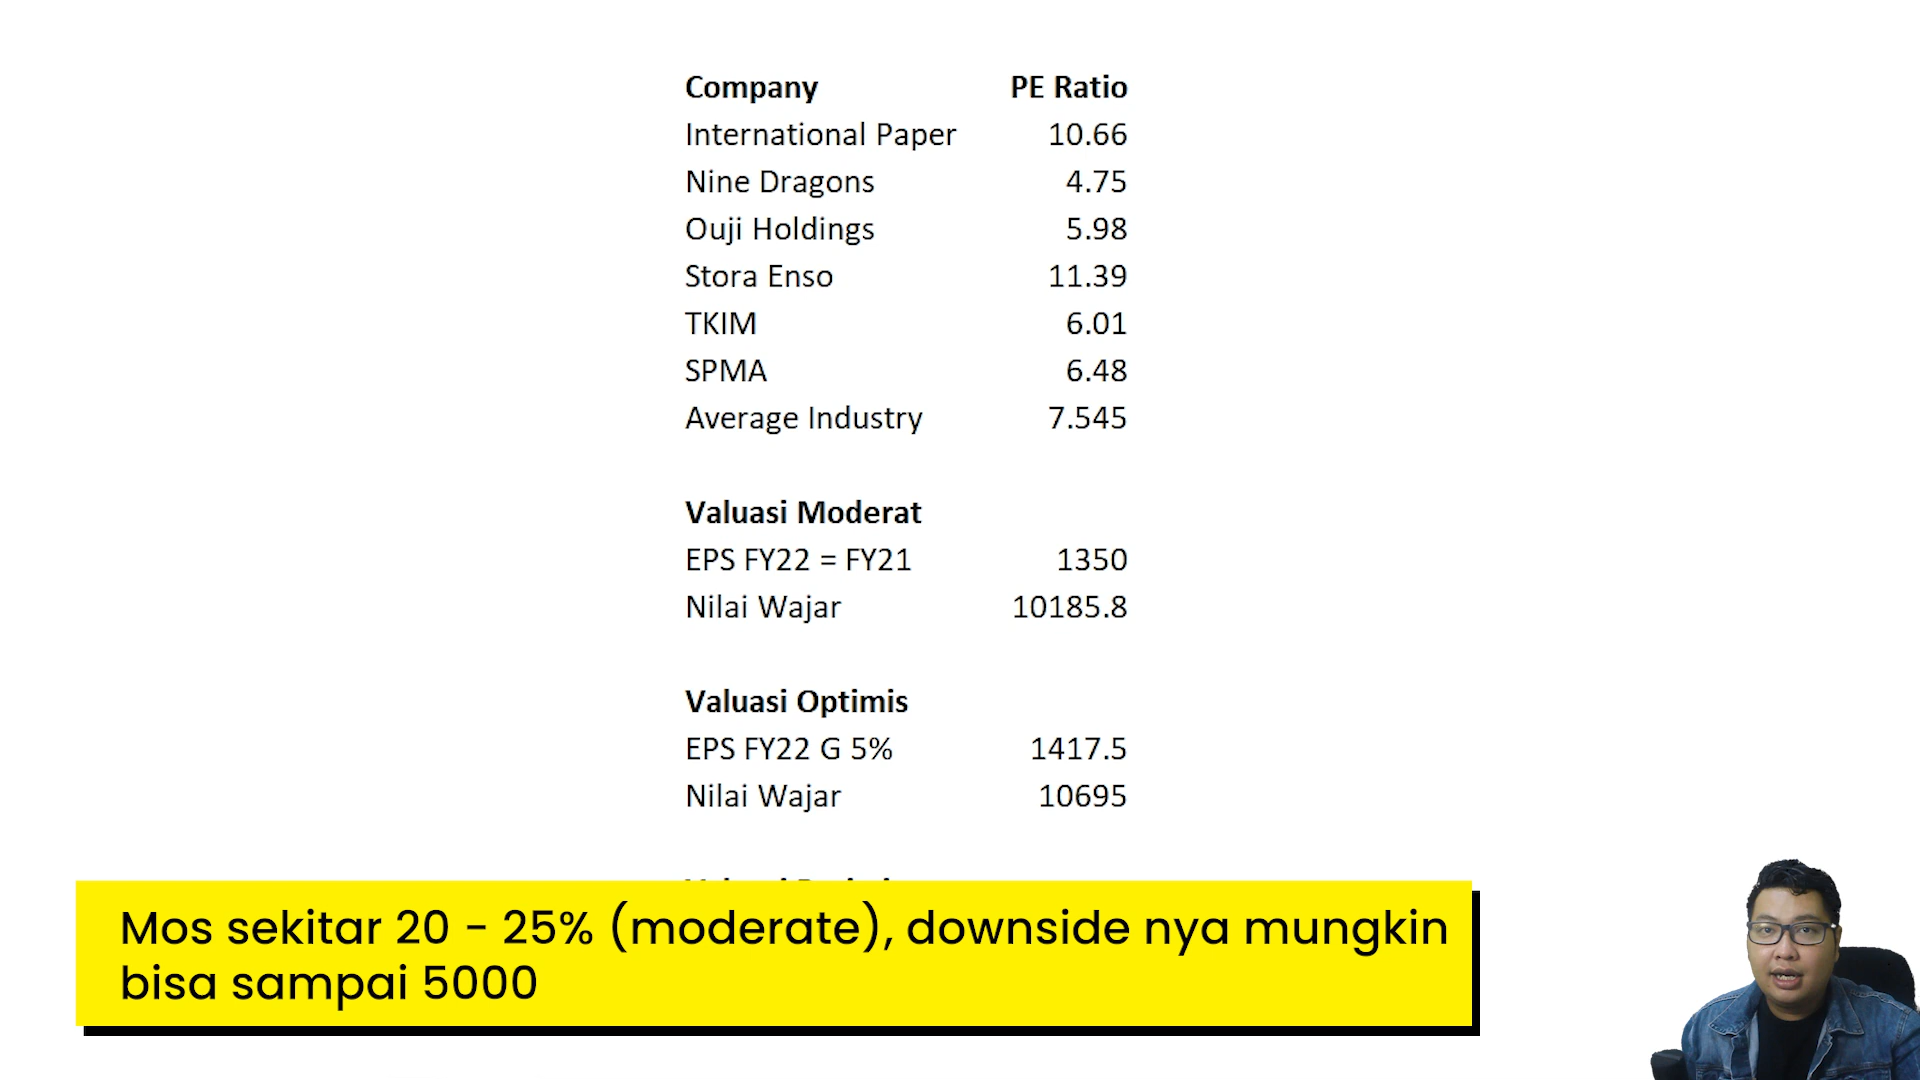 Company PE Ratio
International Paper 10.66
Nine Dragons 4.75
Ouji Holdings 5.98
Stora Enso 11.39
TKIM 6.01
SPMA 6.48
Average Industry 7.545
Valuasi Moderat
EPS FY22 = FY21 1350
Nilai Wajar 10185.8
Valuasi Optimis
EPS FY22 G 5% 1417.5
Nilai Wajar 10695
Mos sekitar 20 - 25% (moderate), downside nya mungkin
bisa sampai 5000